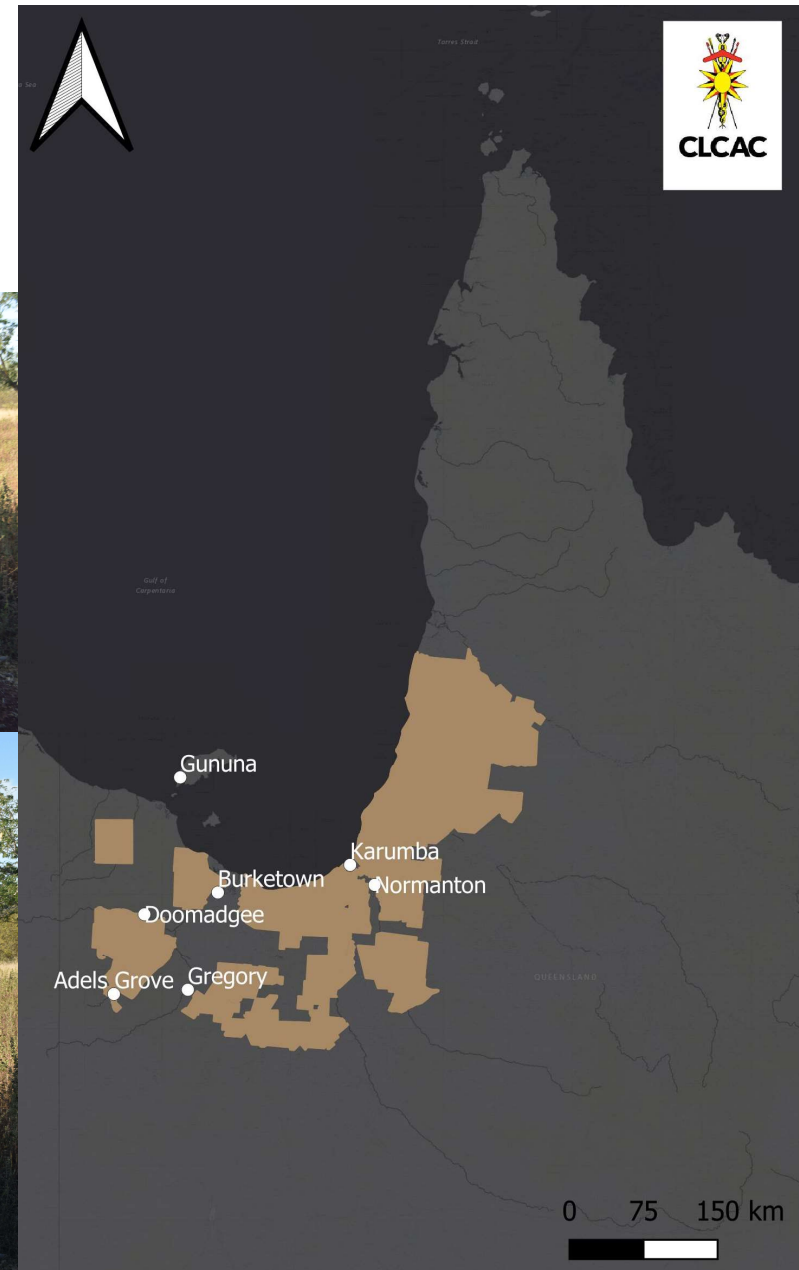 Torres Strait
a Sea
CLCAC
Gulf of
Carpentaria
Gununa
Karumba
Burketown
Normanton
Doomadgee
Adels Grove
Gregory
QUEENSLAND
0 75 150 km